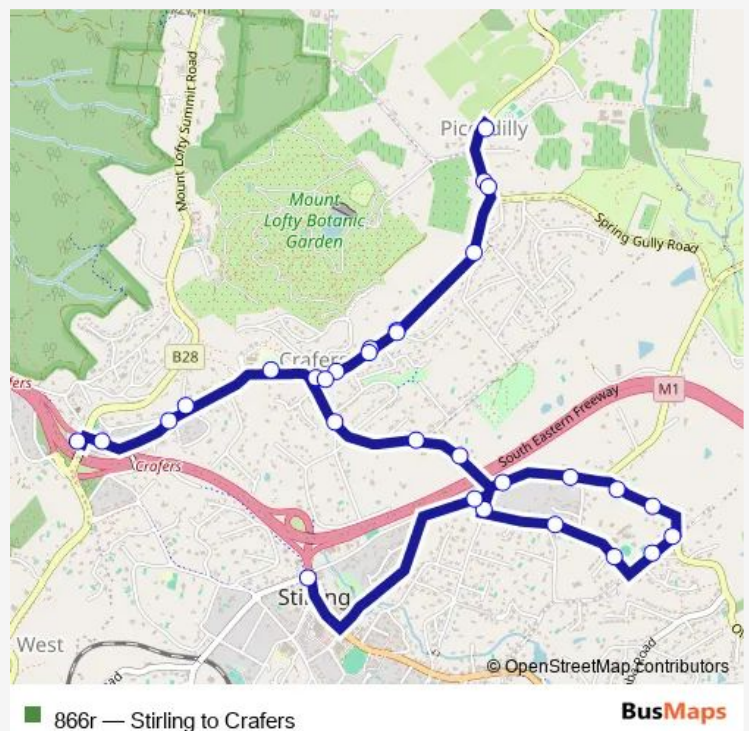 Mount Lofty Summit Road
Piccadilly
Mount
Lofty Botanic
Garden
Spring Gully Road
B28
Crafers
M1
South Eastern Freeway
Crafers
Stirling
West
© OpenStreetMap contributors
866r — Stirling to Crafers
BusMaps